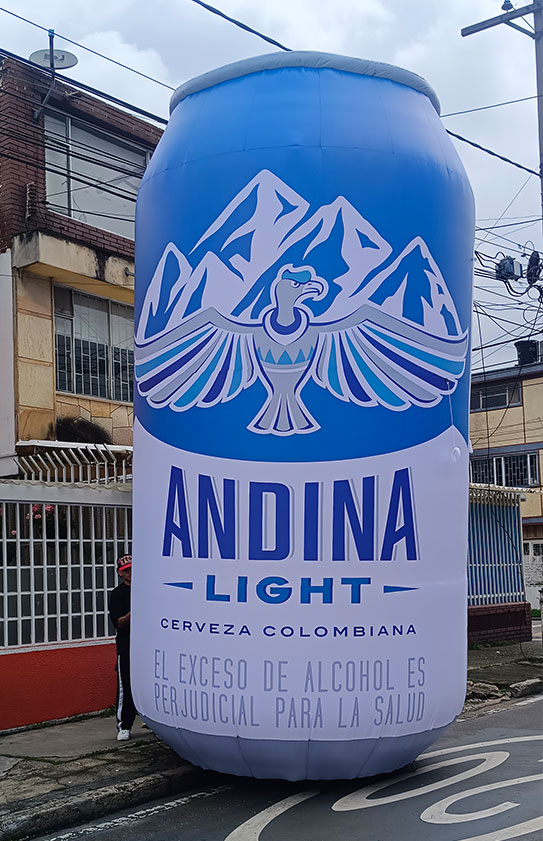 ANDINA
LIGHT
CERVEZA COLOMBIANA
EL EXCESO DE ALCOHOL ES
PERJUDICIAL PARA LA SALUD